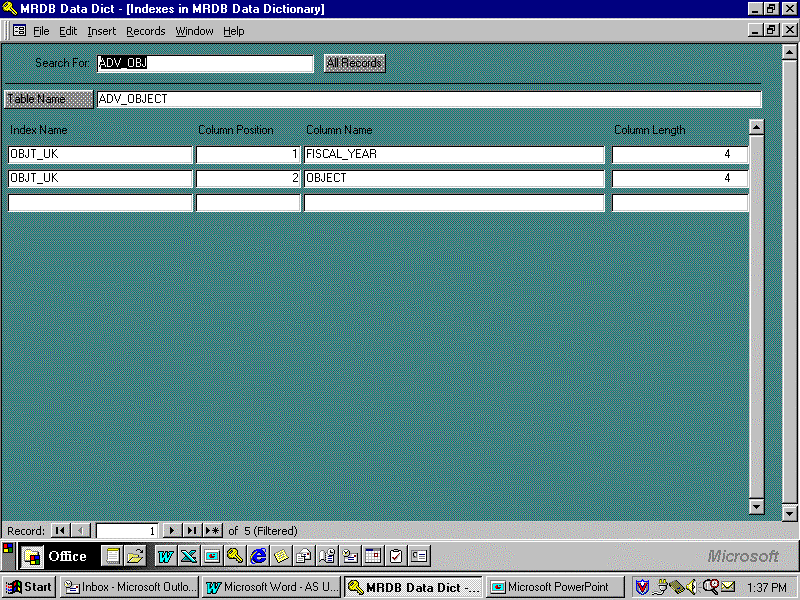 MRDB Data Dict - [Indexes in MRDB Data Dictionary]
File Edit Insert Records Window Help
Search For: ADV_OBJ All Records
Table Name ADV_OBJECT
Index Name Column Position Column Name Column Length
OBJT_UK 1 FISCAL_YEAR 4
OBJT_UK 2 OBJECT 4
Record: 1 of 5 (Filtered)
Office Microsoft
Start Inbox - Microsoft Outlo... Microsoft Word - AS U... MRDB Data Dict -... Microsoft PowerPoint 1:37 PM